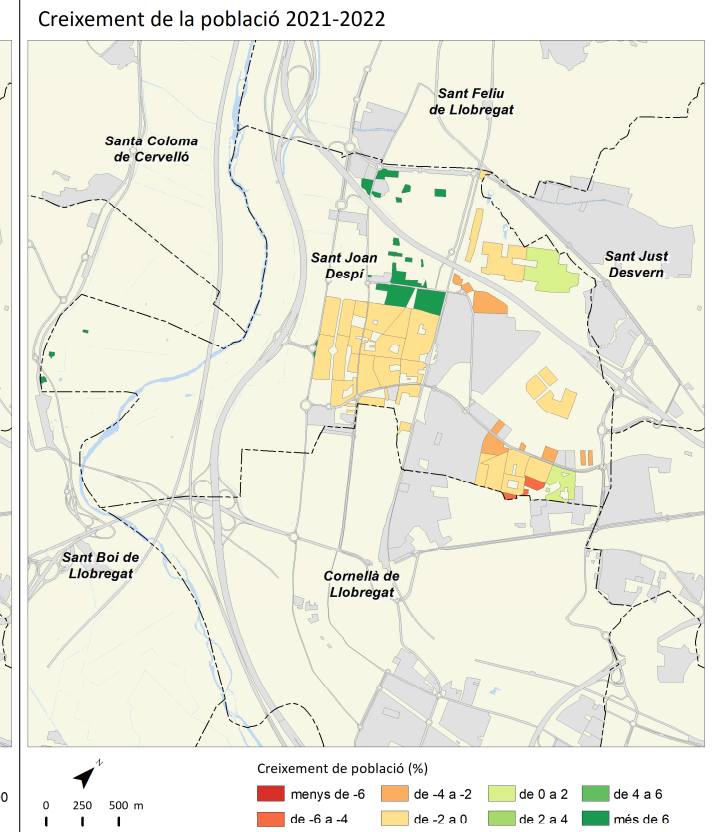 Creixement de la població 2021-2022
Sant Feliu
de Llobregat
Santa Coloma
de Cervelló
Sant Joan
Despí
Sant Just
Desvern
Sant Boi de
Llobregat
Cornellà de
Llobregat
N
0 250 500 m
00
Creixement de població (%)
menys de -6
de -4 a -2
de 0 a 2
de 4 a 6
de -6 a -4
de -2 a 0
de 2 a 4
més de 6